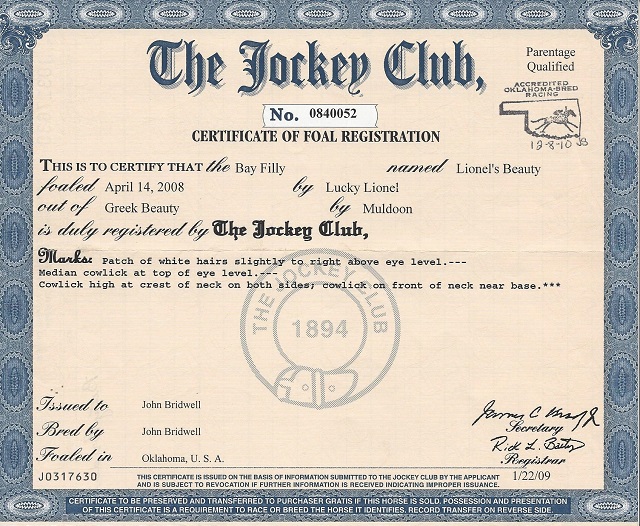 The Jockey Club,
Parentage
Qualified
ACCREDITED
OKLAHOMA-BRED
RACING
12-8-10 JB
No. 0840052
CERTIFICATE OF FOAL REGISTRATION
THIS IS TO CERTIFY THAT the Bay Filly named Lionel's Beauty
foaled April 14, 2008 by Lucky Lionel
out of Greek Beauty by Muldoon
is duly registered by The Jockey Club,
Marks: Patch of white hairs slightly to right above eye level.---
Median cowlick at top of eye level.---
Cowlick high at crest of neck on both sides; cowlick on front of neck near base.***
THE JOCKEY CLUB
1894
Issued to John Bridwell
Bred by John Bridwell
Secretary
Foaled in Oklahoma, U. S. A.
Registrar
J0317630
THIS CERTIFICATE IS ISSUED ON THE BASIS OF INFORMATION SUBMITTED TO THE JOCKEY CLUB BY THE APPLICANT
AND IS SUBJECT TO REVOCATION IF FURTHER INFORMATION IS RECEIVED INDICATING IMPROPER ISSUANCE.
1/22/09
CERTIFICATE TO BE PRESERVED AND TRANSFERRED TO PURCHASER GRATIS IF THIS HORSE IS SOLD. POSSESSION AND PRESENTATION
OF THIS CERTIFICATE IS A REQUIREMENT TO RACE OR BREED THE HORSE IT IDENTIFIES. RECORD TRANSFER ON REVERSE SIDE.